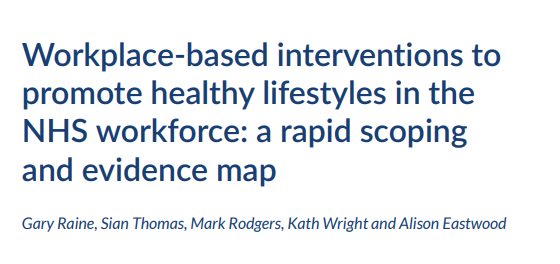 Workplace-based interventions to
promote healthy lifestyles in the
NHS workforce: a rapid scoping
and evidence map
Gary Raine, Sian Thomas, Mark Rodgers, Kath Wright and Alison Eastwood